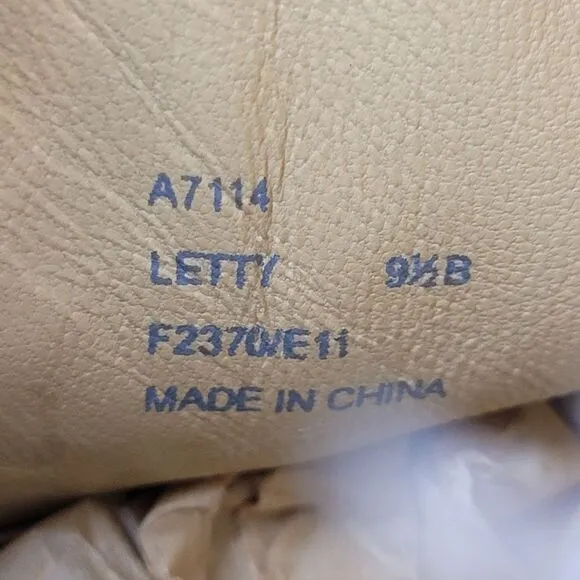 A7114
LETTY 9½B
F2370/E11
MADE IN CHINA